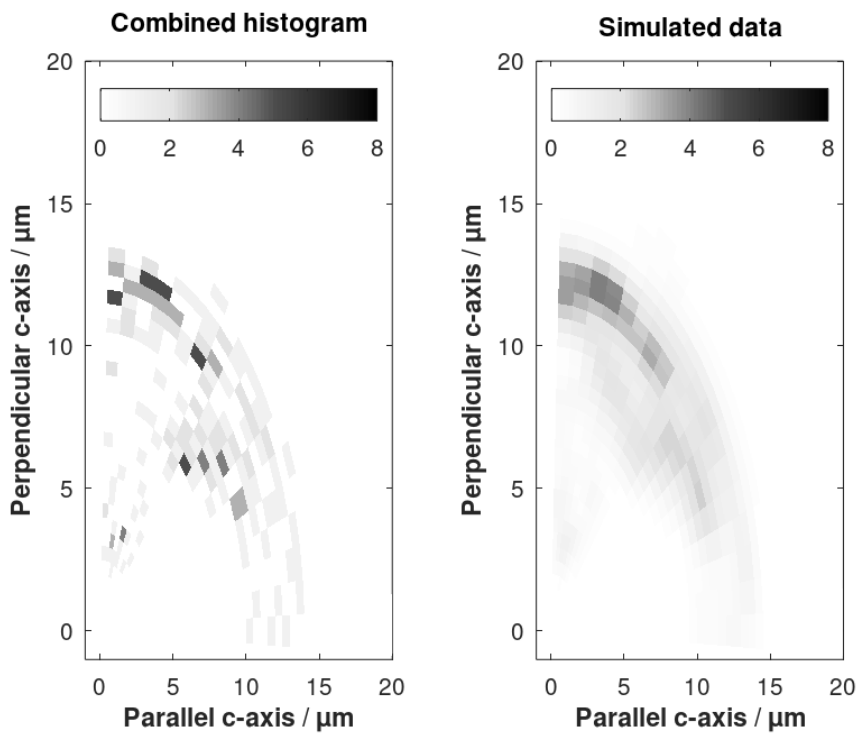 Combined histogram
20
0 2 4 6 8
15
10
5
0
0 5 10 15 20
Perpendicular c-axis / µm
Parallel c-axis / µm
Simulated data
20
0 2 4 6 8
15
10
5
0
0 5 10 15 20
Perpendicular c-axis / µm
Parallel c-axis / µm